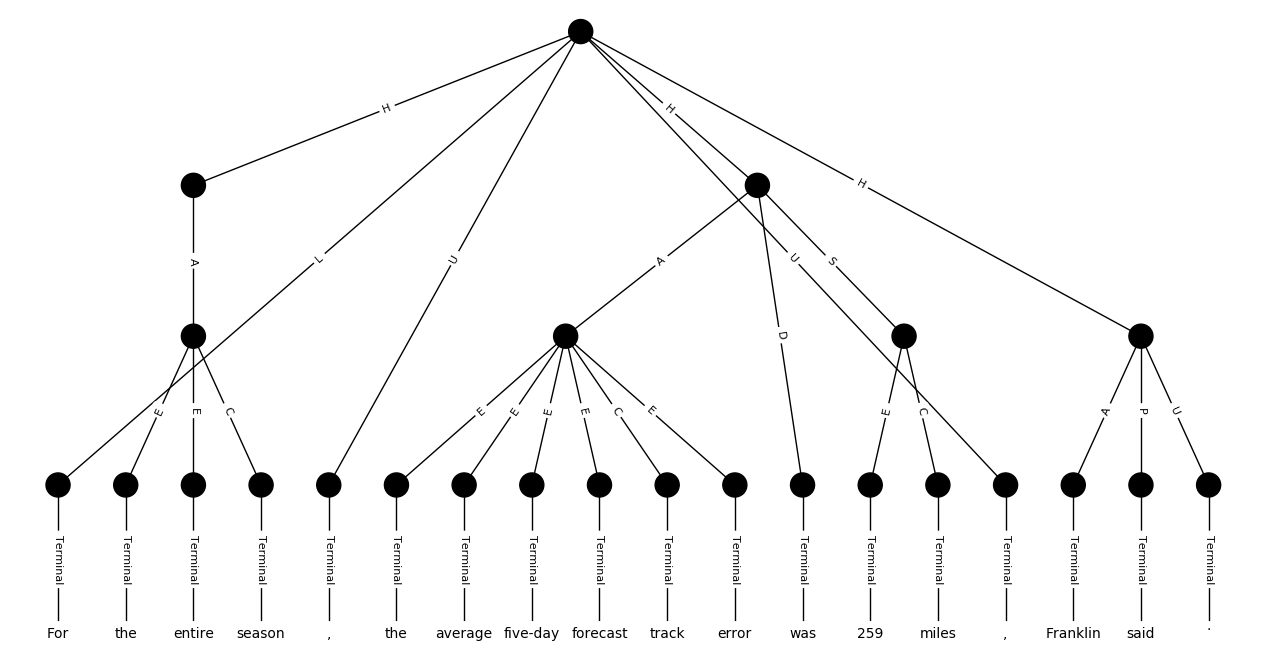 H
H
L
U
H
U
H
A
A
D
S
E
E
C
E
E
E
E
C
E
E
C
A
P
U
Terminal Terminal Terminal Terminal Terminal Terminal Terminal Terminal Terminal Terminal Terminal Terminal Terminal Terminal Terminal Terminal Terminal Terminal
For the entire season , the average five-day forecast track error was 259 miles , Franklin said .